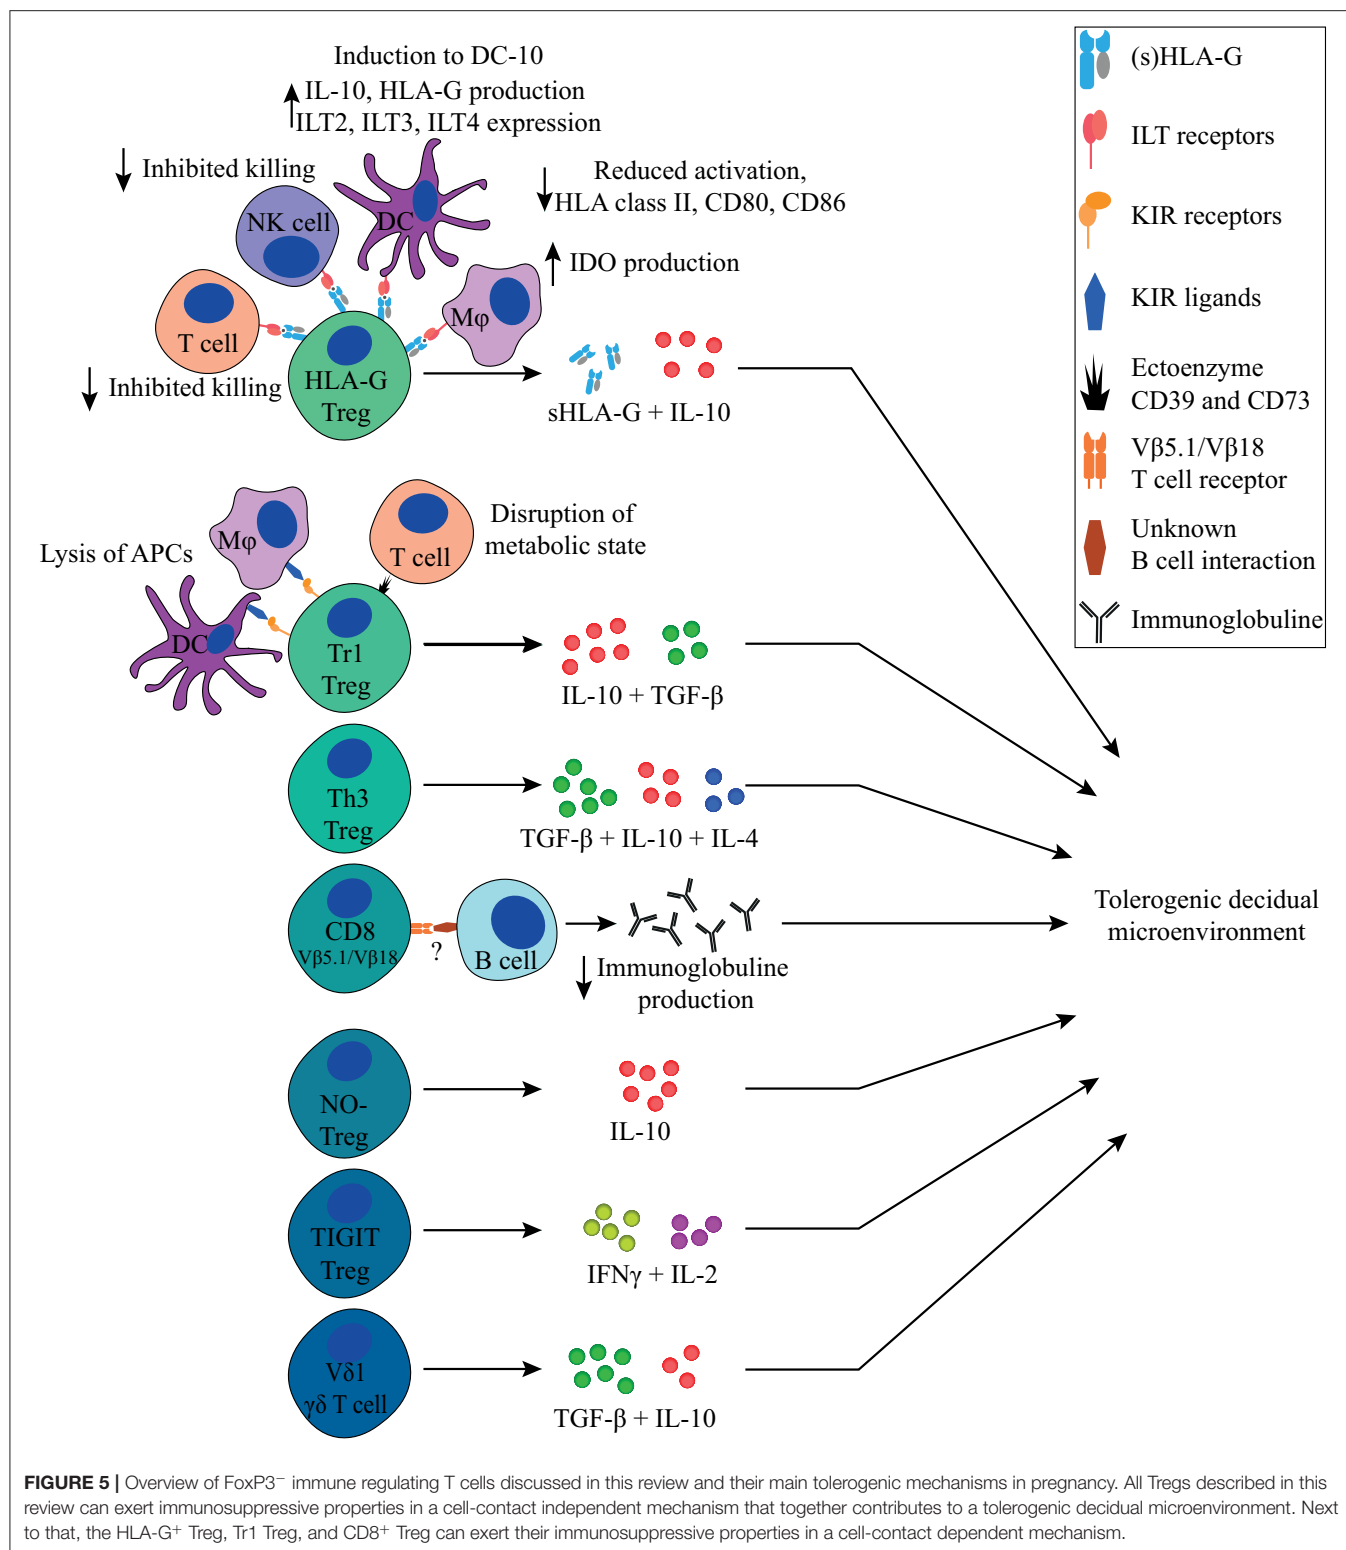 Induction to DC-10
IL-10, HLA-G production
ILT2, ILT3, ILT4 expression
Inhibited killing
NK cell
DC
Reduced activation,
HLA class II, CD80, CD86
IDO production
Mφ
T cell
Inhibited killing
HLA-G
Treg
sHLA-G + IL-10
Lysis of APCs
Mφ
DC
T cell
Disruption of
metabolic state
Tr1
Treg
IL-10 + TGF-β
Th3
Treg
TGF-β + IL-10 + IL-4
CD8
Vβ5.1/Vβ18
?
B cell
Immunoglobuline
production
NO-
Treg
IL-10
TIGIT
Treg
IFNγ + IL-2
Vδ1
γδ T cell
TGF-β + IL-10
Tolerogenic decidual
microenvironment
(s)HLA-G
ILT receptors
KIR receptors
KIR ligands
Ectoenzyme
CD39 and CD73
Vβ5.1/Vβ18
T cell receptor
Unknown
B cell interaction
Immunoglobuline
FIGURE 5 | Overview of FoxP3⁻ immune regulating T cells discussed in this review and their main tolerogenic mechanisms in pregnancy. All Tregs described in this
review can exert immunosuppressive properties in a cell-contact independent mechanism that together contributes to a tolerogenic decidual microenvironment. Next
to that, the HLA-G⁺ Treg, Tr1 Treg, and CD8⁺ Treg can exert their immunosuppressive properties in a cell-contact dependent mechanism.